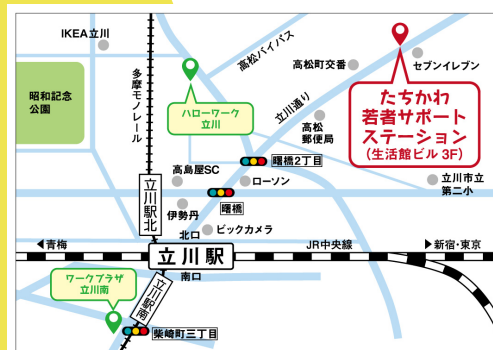 IKEA立川
高松バイパス
高松町交番
セブンイレブン
昭和記念
公園
多摩モノレール
ハローワーク
立川
立川通り
高松
郵便局
たちかわ
若者サポート
ステーション
(生活館ビル 3F)
曙橋2丁目
高島屋SC
ローソン
立川市立
第二小
立川駅北
伊勢丹
曙橋
北口
ビックカメラ
青梅
立川駅
JR中央線
新宿・東京
南口
ワークプラザ
立川南
立川駅南
柴崎町三丁目